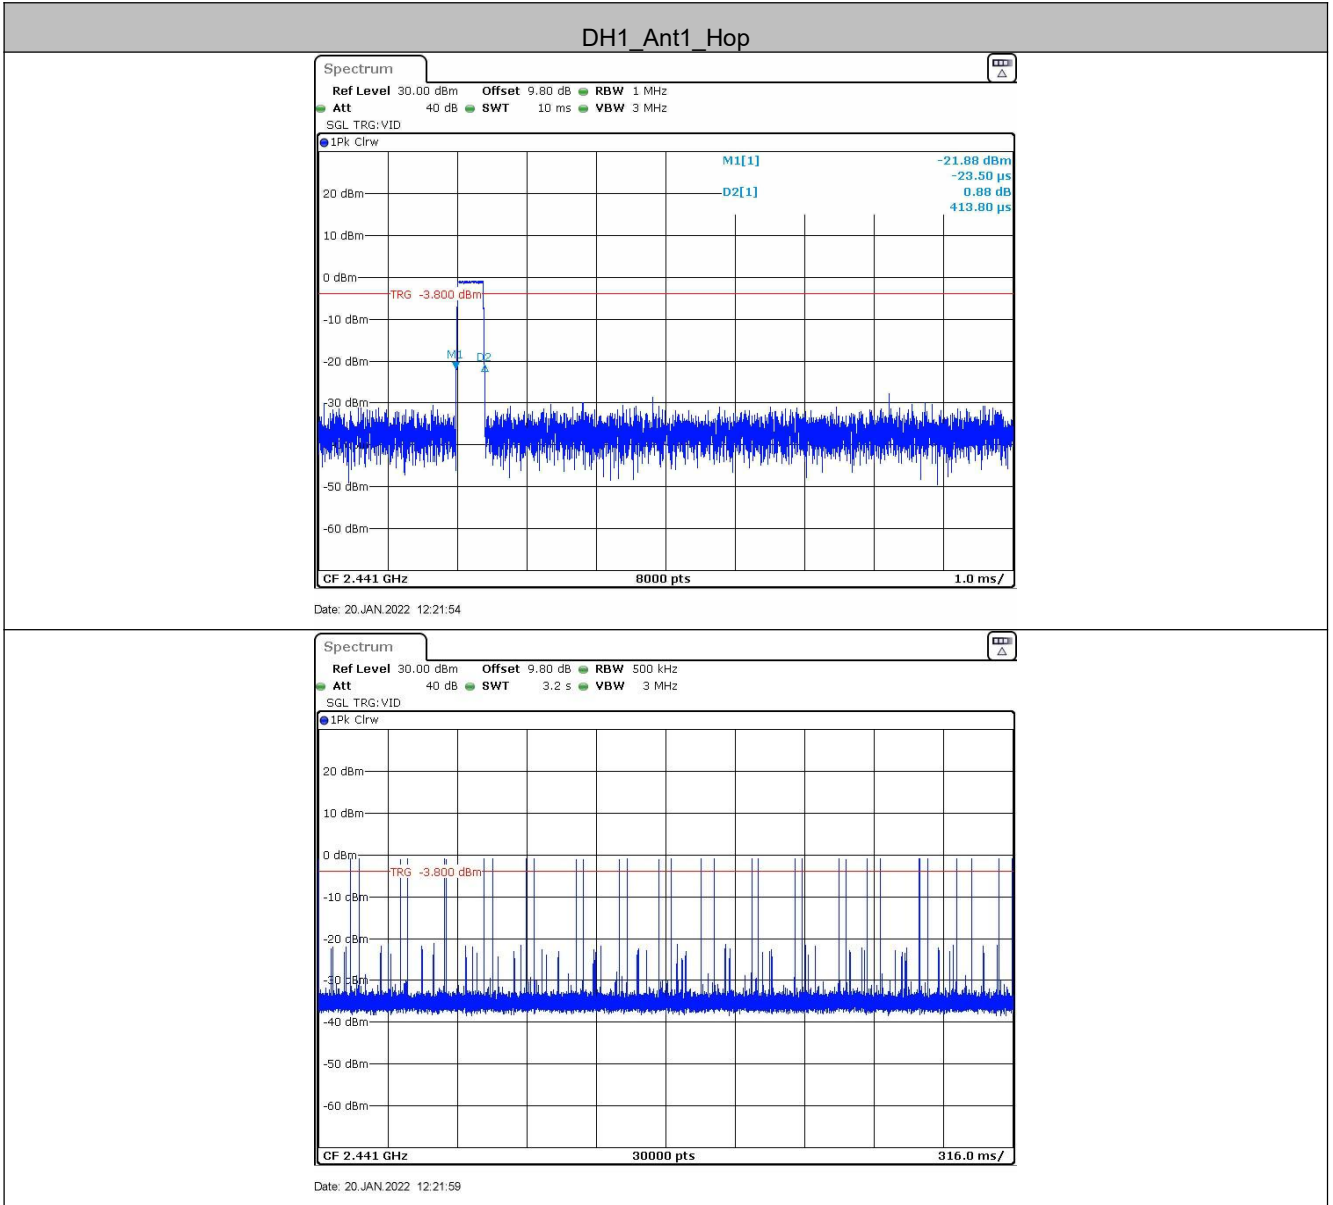 DH1_Ant1_Hop
Spectrum
Ref Level 30.00 dBm Offset 9.80 dB RBW 1 MHz
Att 40 dB SWT 10 ms VBW 3 MHz
SGL TRG:VID
1Pk Clrw
M1[1] -21.88 dBm
-23.50 µs
20 dBm D2[1] 0.88 dB
413.80 µs
10 dBm
0 dBm
TRG -3.800 dBm
-10 dBm
M1 D2
-20 dBm
-30 dBm
-40 dBm
-50 dBm
-60 dBm
CF 2.441 GHz 8000 pts 1.0 ms/
Date: 20.JAN.2022 12:21:54
Spectrum
Ref Level 30.00 dBm Offset 9.80 dB RBW 500 kHz
Att 40 dB SWT 3.2 s VBW 3 MHz
SGL TRG:VID
1Pk Clrw
20 dBm
10 dBm
0 dBm
TRG -3.800 dBm
-10 dBm
-20 dBm
-30 dBm
-40 dBm
-50 dBm
-60 dBm
CF 2.441 GHz 30000 pts 316.0 ms/
Date: 20.JAN.2022 12:21:59